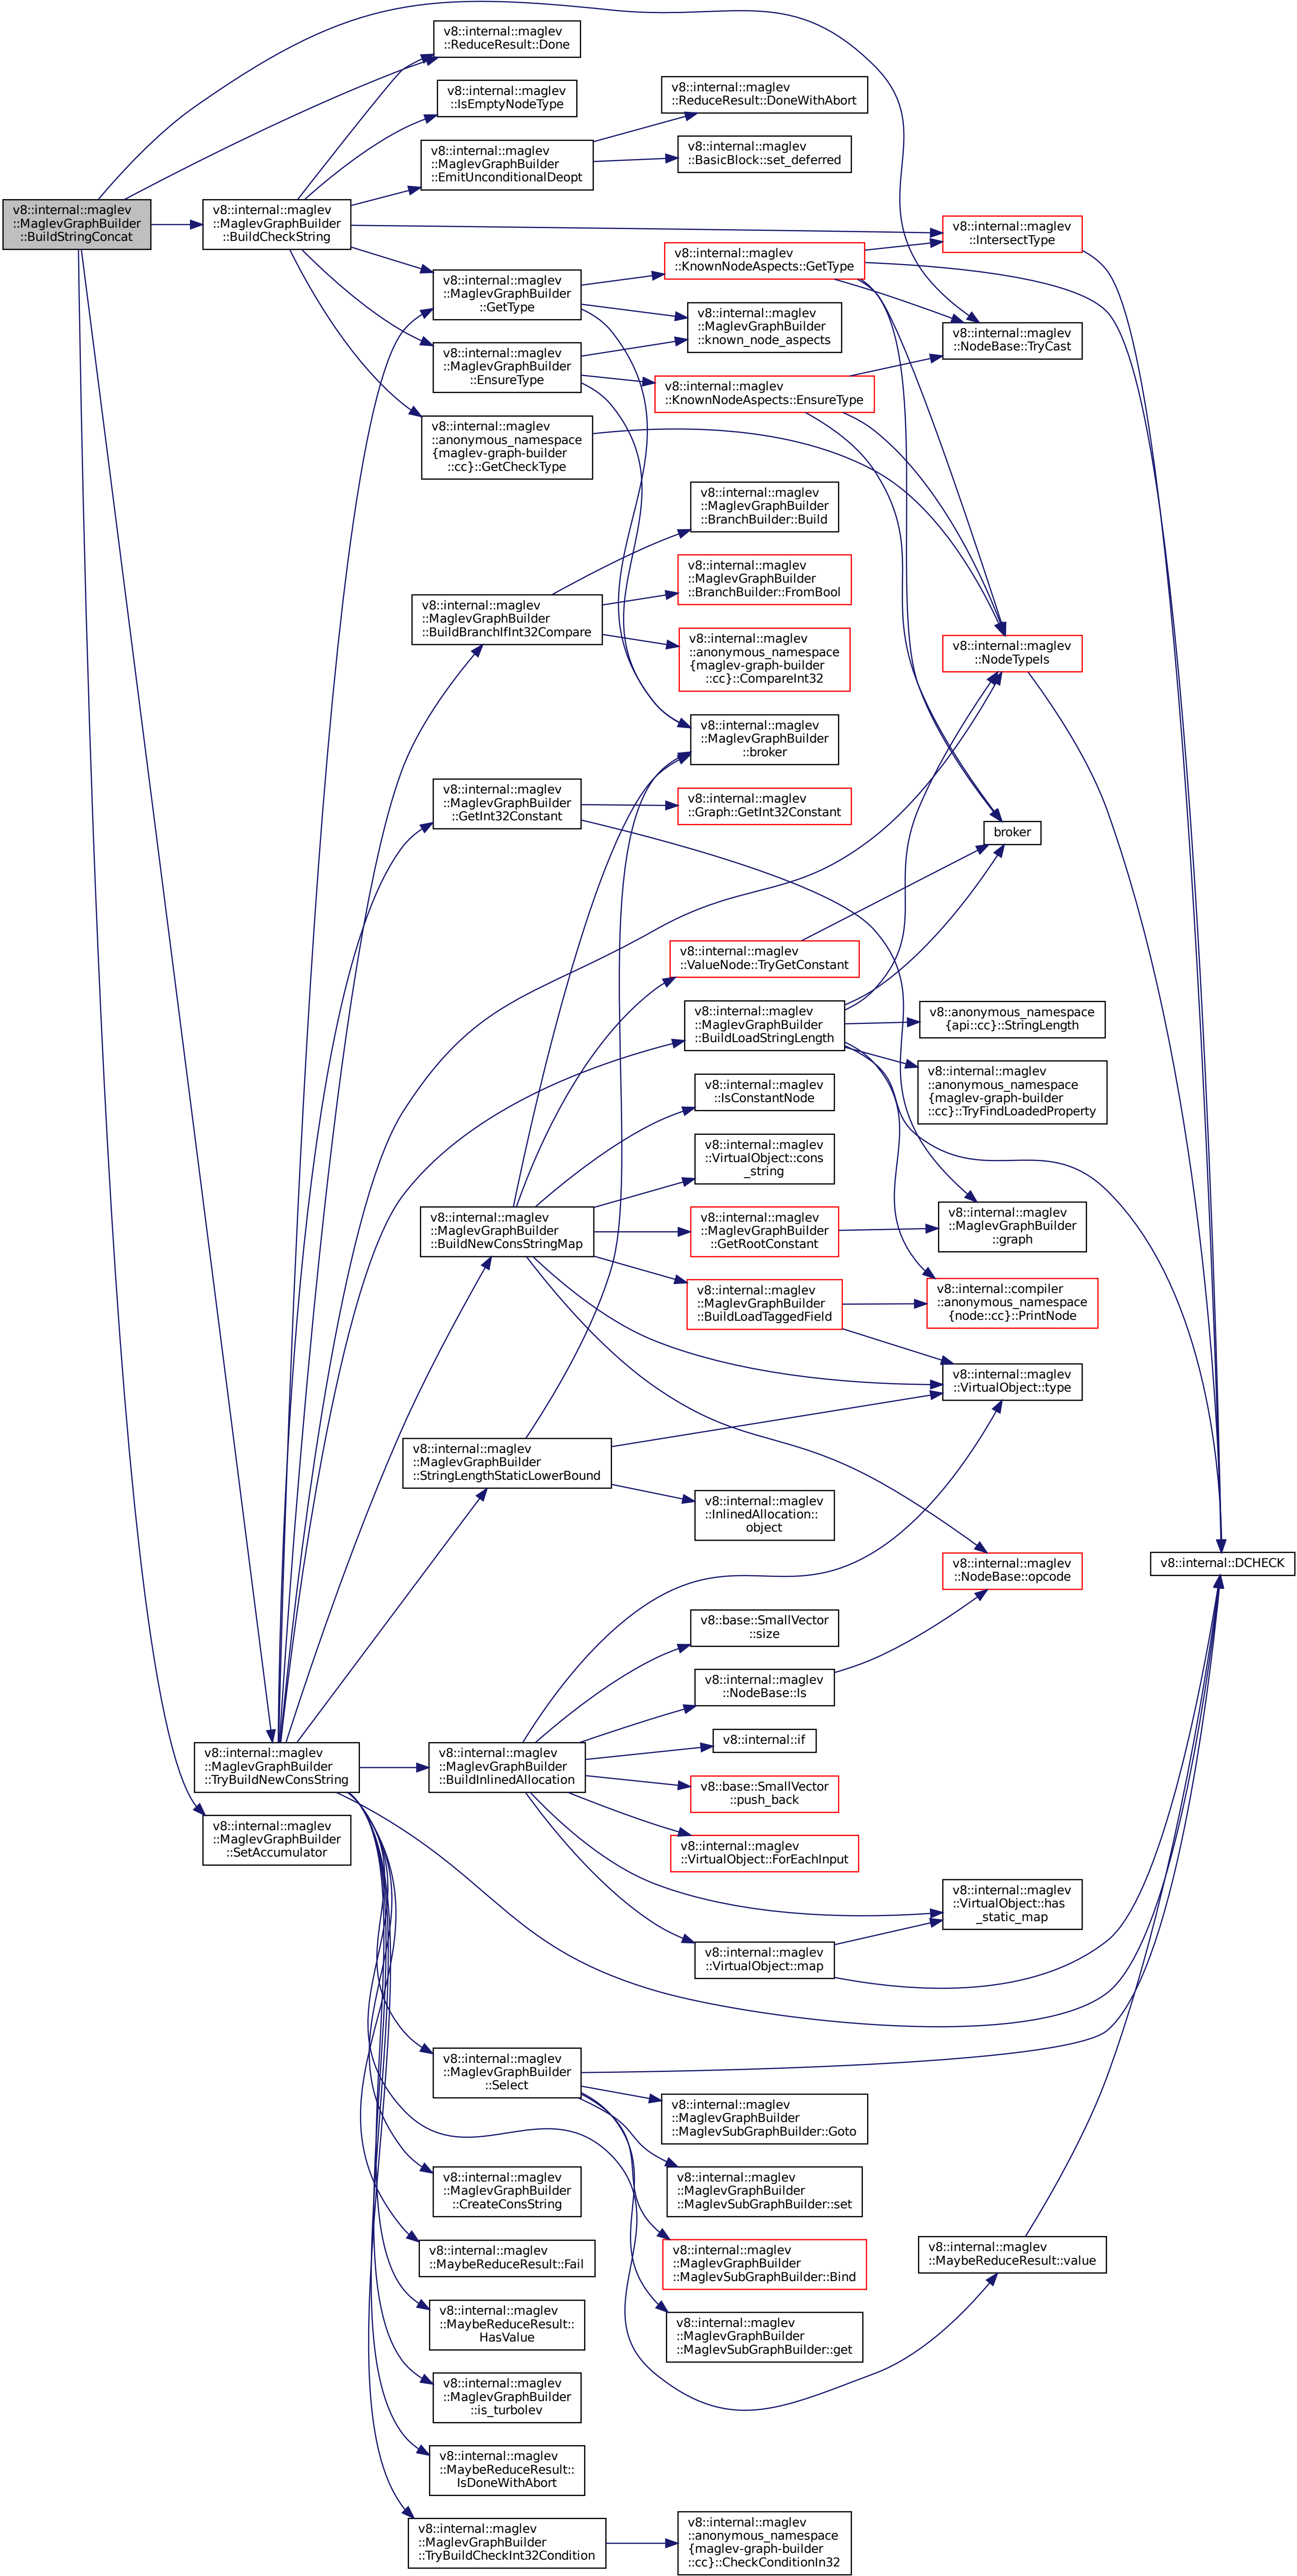 v8::internal::maglev
::ReduceResult::Done
v8::internal::maglev
::IsEmptyNodeType
v8::internal::maglev
::ReduceResult::DoneWithAbort
v8::internal::maglev
::MaglevGraphBuilder
::EmitUnconditionalDeopt
v8::internal::maglev
::BasicBlock::set_deferred
v8::internal::maglev
::MaglevGraphBuilder
::BuildStringConcat
v8::internal::maglev
::MaglevGraphBuilder
::BuildCheckString
v8::internal::maglev
::IntersectType
v8::internal::maglev
::KnownNodeAspects::GetType
v8::internal::maglev
::MaglevGraphBuilder
::GetType
v8::internal::maglev
::MaglevGraphBuilder
::known_node_aspects
v8::internal::maglev
::NodeBase::TryCast
v8::internal::maglev
::MaglevGraphBuilder
::EnsureType
v8::internal::maglev
::KnownNodeAspects::EnsureType
v8::internal::maglev
::anonymous_namespace
{maglev-graph-builder
::cc}::GetCheckType
v8::internal::maglev
::MaglevGraphBuilder
::BranchBuilder::Build
v8::internal::maglev
::MaglevGraphBuilder
::BranchBuilder::FromBool
v8::internal::maglev
::MaglevGraphBuilder
::BuildBranchIfInt32Compare
v8::internal::maglev
::anonymous_namespace
{maglev-graph-builder
::cc}::CompareInt32
v8::internal::maglev
::NodeTypeIs
v8::internal::maglev
::MaglevGraphBuilder
::broker
v8::internal::maglev
::MaglevGraphBuilder
::GetInt32Constant
v8::internal::maglev
::Graph::GetInt32Constant
broker
v8::internal::maglev
::ValueNode::TryGetConstant
v8::internal::maglev
::MaglevGraphBuilder
::BuildLoadStringLength
v8::anonymous_namespace
{api::cc}::StringLength
v8::internal::maglev
::anonymous_namespace
{maglev-graph-builder
::cc}::TryFindLoadedProperty
v8::internal::maglev
::IsConstantNode
v8::internal::maglev
::VirtualObject::cons
_string
v8::internal::maglev
::MaglevGraphBuilder
::BuildNewConsStringMap
v8::internal::maglev
::MaglevGraphBuilder
::GetRootConstant
v8::internal::maglev
::MaglevGraphBuilder
::graph
v8::internal::maglev
::MaglevGraphBuilder
::BuildLoadTaggedField
v8::internal::compiler
::anonymous_namespace
{node::cc}::PrintNode
v8::internal::maglev
::VirtualObject::type
v8::internal::maglev
::MaglevGraphBuilder
::StringLengthStaticLowerBound
v8::internal::maglev
::InlinedAllocation::
object
v8::internal::maglev
::NodeBase::opcode
v8::internal::DCHECK
v8::base::SmallVector
::size
v8::internal::maglev
::NodeBase::Is
v8::internal::if
v8::internal::maglev
::MaglevGraphBuilder
::TryBuildNewConsString
v8::internal::maglev
::MaglevGraphBuilder
::BuildInlinedAllocation
v8::base::SmallVector
::push_back
v8::internal::maglev
::MaglevGraphBuilder
::SetAccumulator
v8::internal::maglev
::VirtualObject::ForEachInput
v8::internal::maglev
::VirtualObject::has
_static_map
v8::internal::maglev
::VirtualObject::map
v8::internal::maglev
::MaglevGraphBuilder
::Select
v8::internal::maglev
::MaglevGraphBuilder
::MaglevSubGraphBuilder::Goto
v8::internal::maglev
::MaglevGraphBuilder
::CreateConsString
v8::internal::maglev
::MaglevGraphBuilder
::MaglevSubGraphBuilder::set
v8::internal::maglev
::MaybeReduceResult::Fail
v8::internal::maglev
::MaglevGraphBuilder
::MaglevSubGraphBuilder::Bind
v8::internal::maglev
::MaybeReduceResult::value
v8::internal::maglev
::MaybeReduceResult::
HasValue
v8::internal::maglev
::MaglevGraphBuilder
::MaglevSubGraphBuilder::get
v8::internal::maglev
::MaglevGraphBuilder
::is_turbolev
v8::internal::maglev
::MaybeReduceResult::
IsDoneWithAbort
v8::internal::maglev
::MaglevGraphBuilder
::TryBuildCheckInt32Condition
v8::internal::maglev
::anonymous_namespace
{maglev-graph-builder
::cc}::CheckConditionIn32